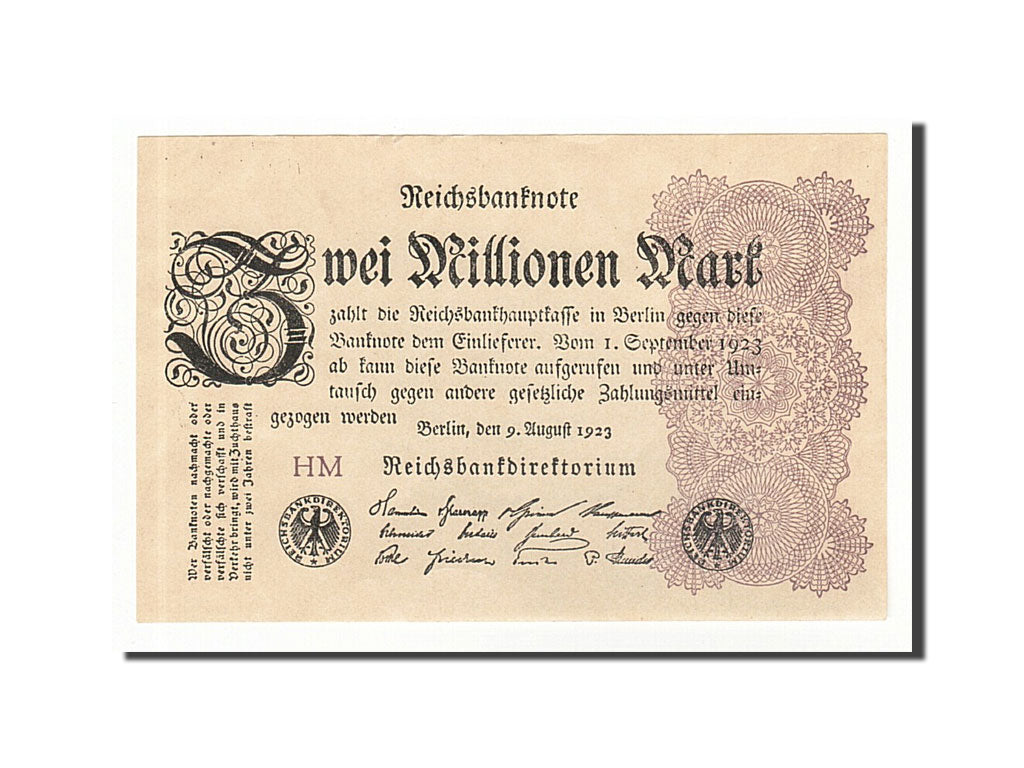 Reichsbanknote
Zwei Millionen Mark
zahlt die Reichsbankhauptkasse in Berlin gegen diese
Banknote dem Einlieferer. Vom 1. September 1923
ab kann diese Banknote aufgerufen und unter Um-
tausch gegen andere gesetzliche Zahlungsmittel ein-
gezogen werden
Berlin, den 9. August 1923
HM Reichsbankdirektorium
REICHSBANKDIREKTORIUM
REICHSBANKDIREKTORIUM
Wer Banknoten nachmacht oder
verfälscht oder nachgemachte oder
verfälschte sich verschafft und in
Verkehr bringt, wird mit Zuchthaus
nicht unter zwei Jahren bestraft